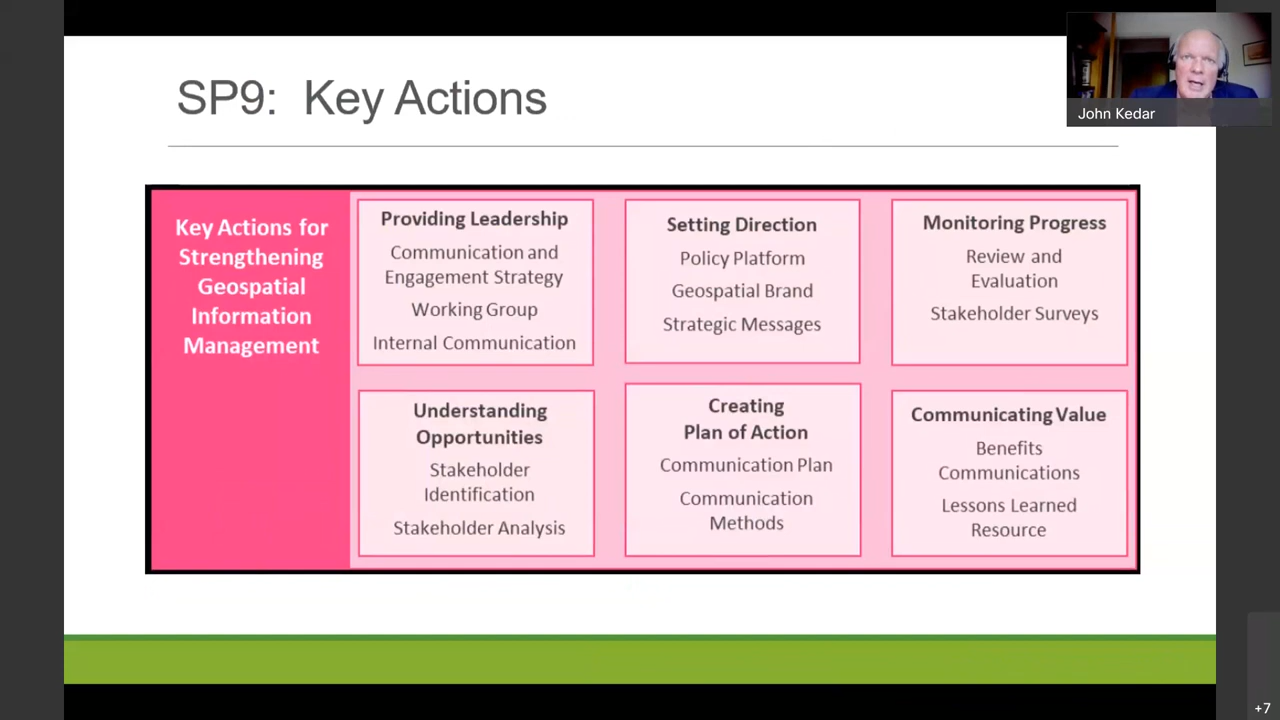 SP9: Key Actions
John Kedar
Key Actions for
Strengthening
Geospatial
Information
Management
Providing Leadership
Communication and
Engagement Strategy
Working Group
Internal Communication
Setting Direction
Policy Platform
Geospatial Brand
Strategic Messages
Monitoring Progress
Review and
Evaluation
Stakeholder Surveys
Understanding
Opportunities
Stakeholder
Identification
Stakeholder Analysis
Creating
Plan of Action
Communication Plan
Communication
Methods
Communicating Value
Benefits
Communications
Lessons Learned
Resource
+7